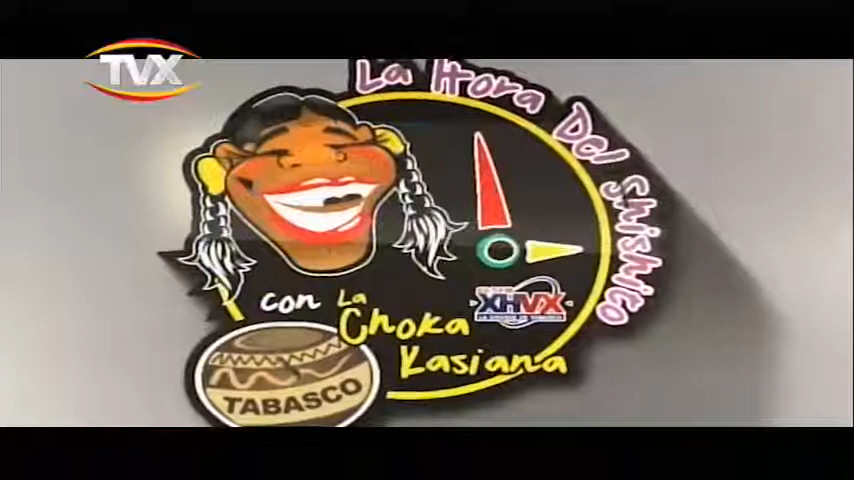 TVX
La Hora Del Shishito
con La
Choka
Kasiana
XHVX
TABASCO